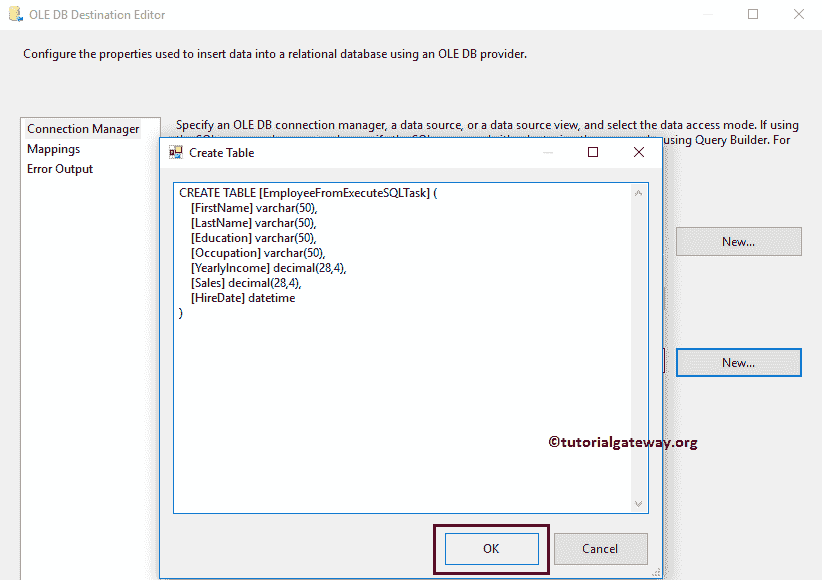 OLE DB Destination Editor
Configure the properties used to insert data into a relational database using an OLE DB provider.
Connection Manager
Mappings
Error Output
Specify an OLE DB connection manager, a data source, or a data source view, and select the data access mode. If using
using Query Builder. For
Create Table
CREATE TABLE [EmployeeFromExecuteSQLTask] (
[FirstName] varchar(50),
[LastName] varchar(50),
[Education] varchar(50),
[Occupation] varchar(50),
[YearlyIncome] decimal(28,4),
[Sales] decimal(28,4),
[HireDate] datetime
)
New...
New...
©tutorialgateway.org
OK
Cancel